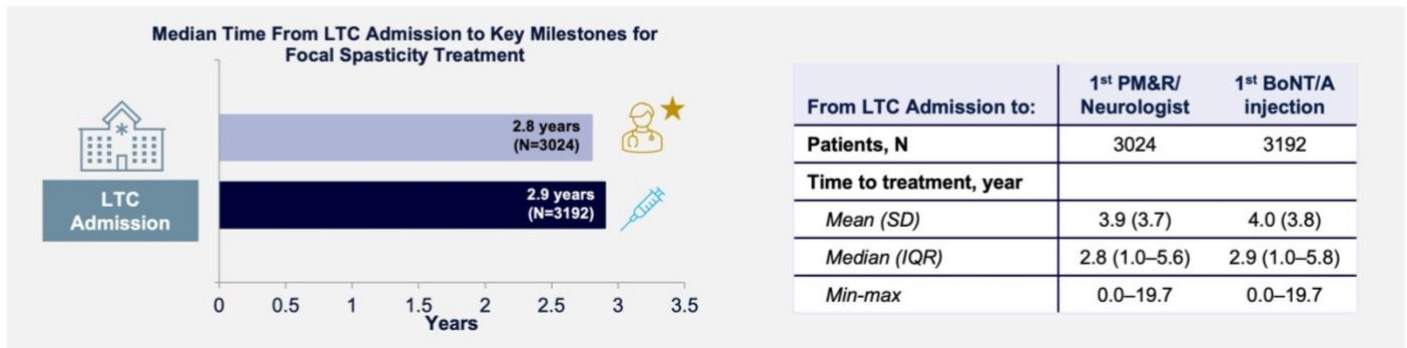 Median Time From LTC Admission to Key Milestones for
Focal Spasticity Treatment
2.8 years
(N=3024)
2.9 years
(N=3192)
LTC
Admission
0 0.5 1 1.5 2 2.5 3 3.5
Years
From LTC Admission to: 1st PM&R/ Neurologist 1st BoNT/A injection
Patients, N 3024 3192
Time to treatment, year
Mean (SD) 3.9 (3.7) 4.0 (3.8)
Median (IQR) 2.8 (1.0–5.6) 2.9 (1.0–5.8)
Min-max 0.0–19.7 0.0–19.7